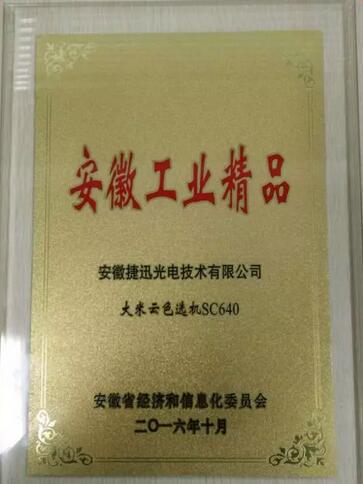 安徽工业精品
安徽捷迅光电技术有限公司
大米云色选机SC640
安徽省经济和信息化委员会
二〇一六年十月